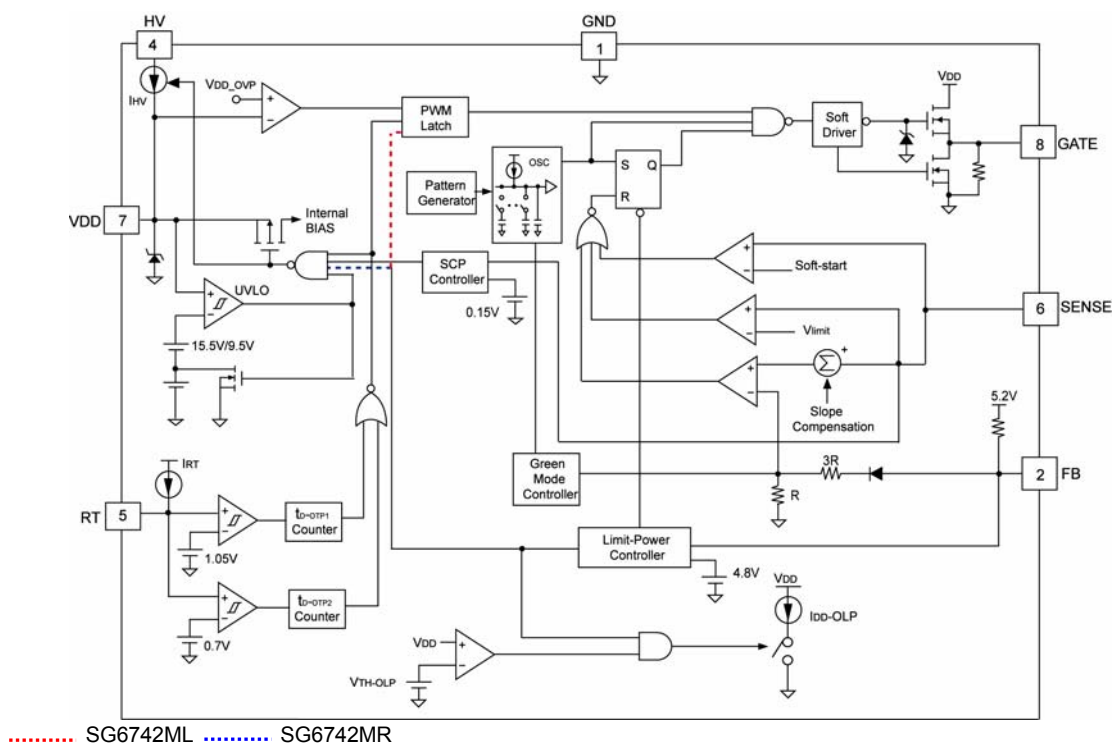 HV
4
GND
1
IHV
VDD_OVP
+
−
PWM
Latch
VDD
Soft
Driver
8
GATE
OSC
S
Q
R
Pattern
Generator
VDD
7
Internal
BIAS
+
−
UVLO
SCP
Controller
0.15V
+
−
Soft-start
6
SENSE
15.5V/9.5V
+
−
Vlimit
+
−
Σ
+
Slope
Compensation
5.2V
IRT
Green
Mode
Controller
3R
R
2
FB
RT
5
+
−
tD-OTP1
Counter
1.05V
Limit-Power
Controller
4.8V
+
−
tD-OTP2
Counter
0.7V
VDD
IDD-OLP
VDD
+
−
VTH-OLP
SG6742ML
SG6742MR